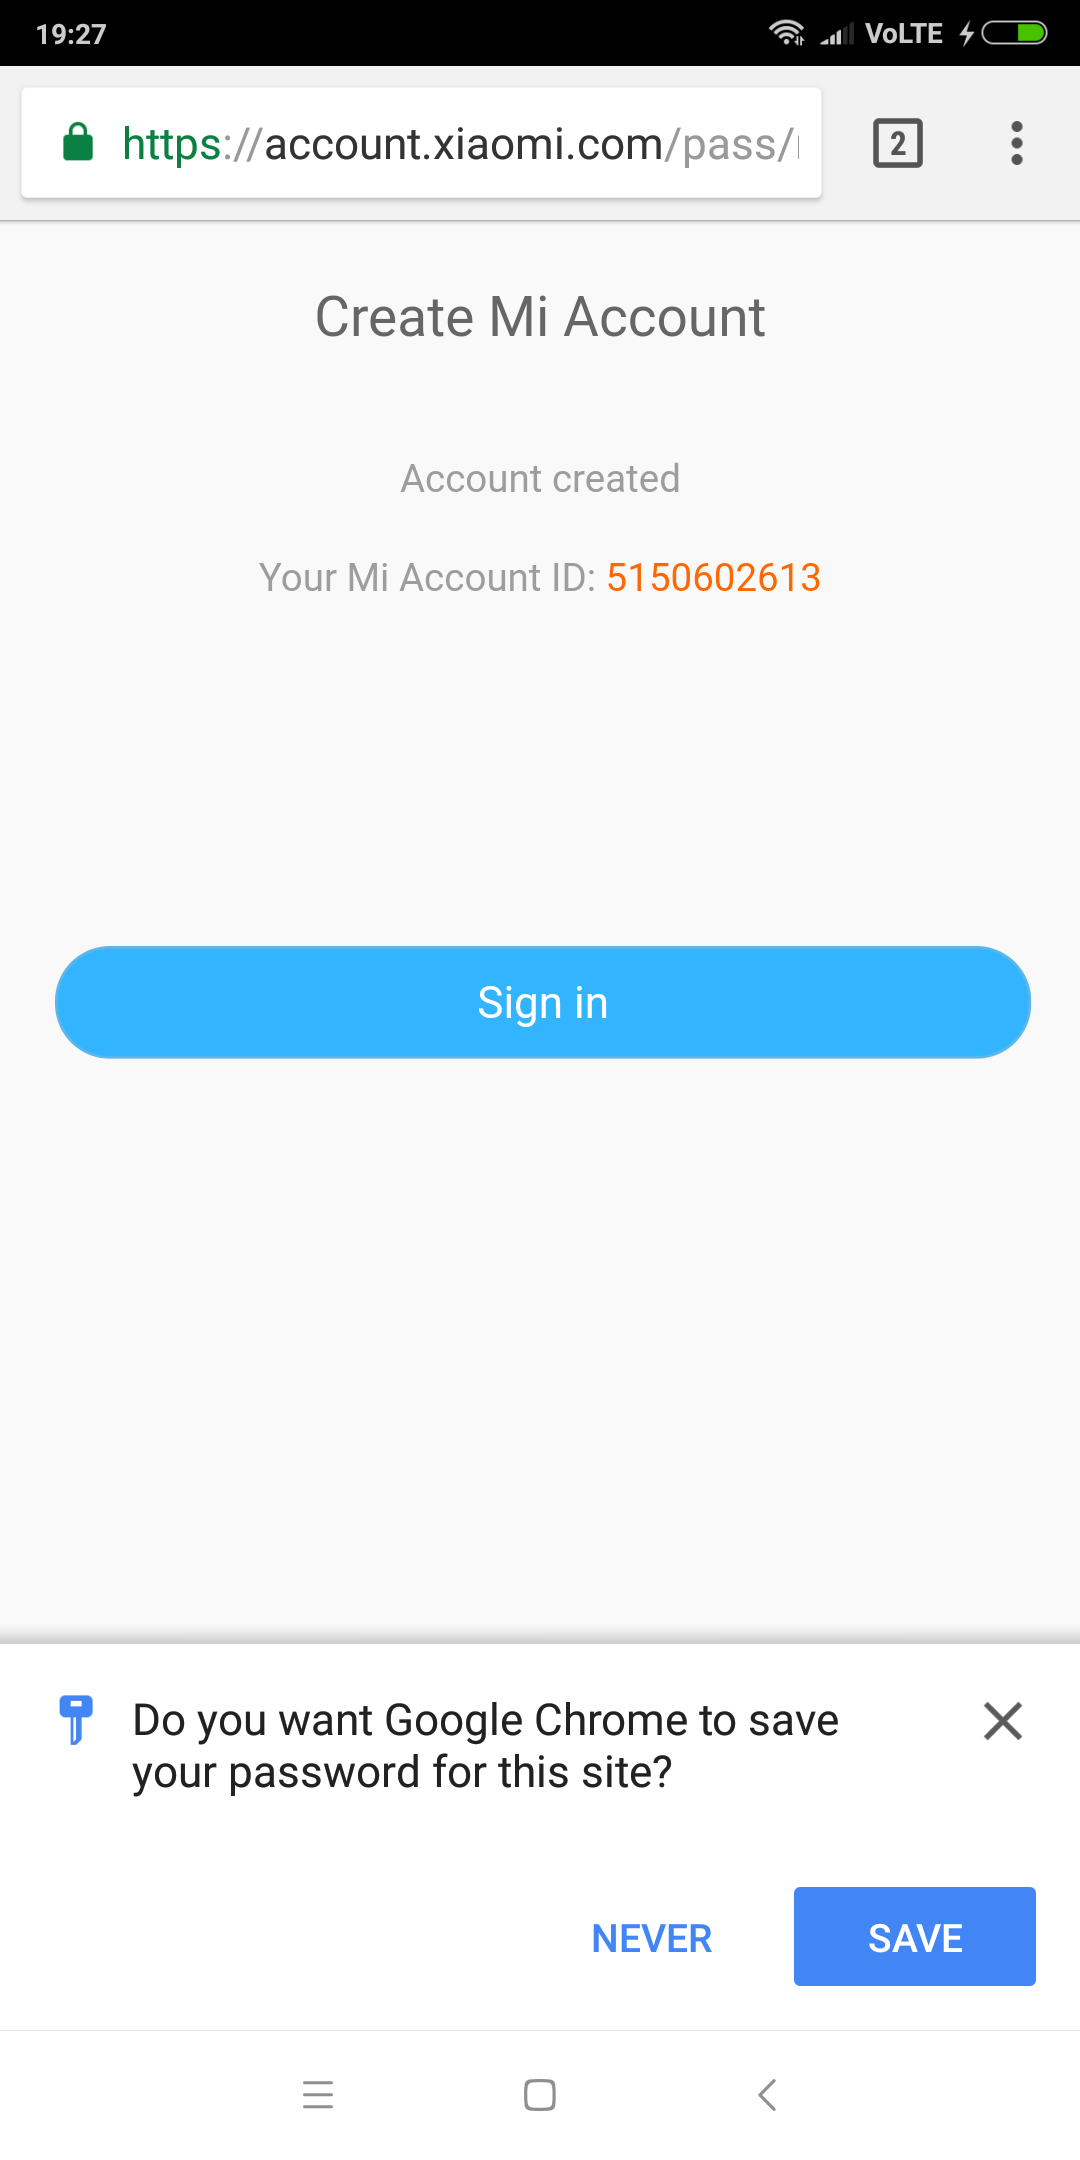 19:27
VoLTE
https://account.xiaomi.com/pass/
2
Create Mi Account
Account created
Your Mi Account ID: 5150602613
Sign in
Do you want Google Chrome to save
your password for this site?
NEVER
SAVE